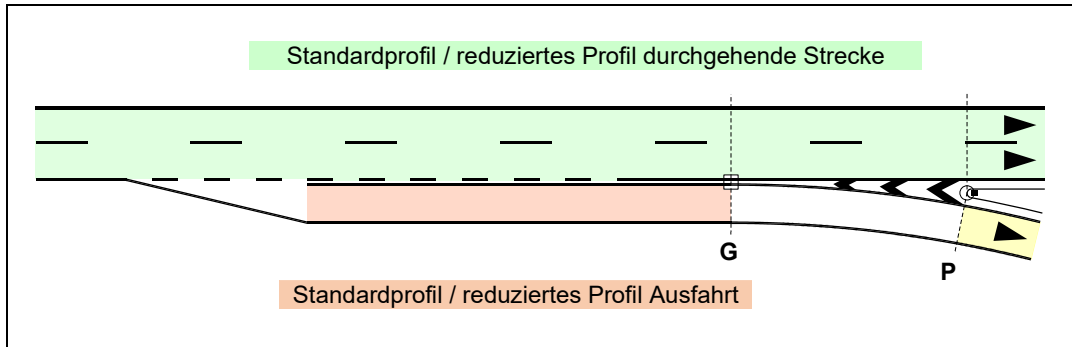 Standardprofil / reduziertes Profil durchgehende Strecke
G
P
Standardprofil / reduziertes Profil Ausfahrt